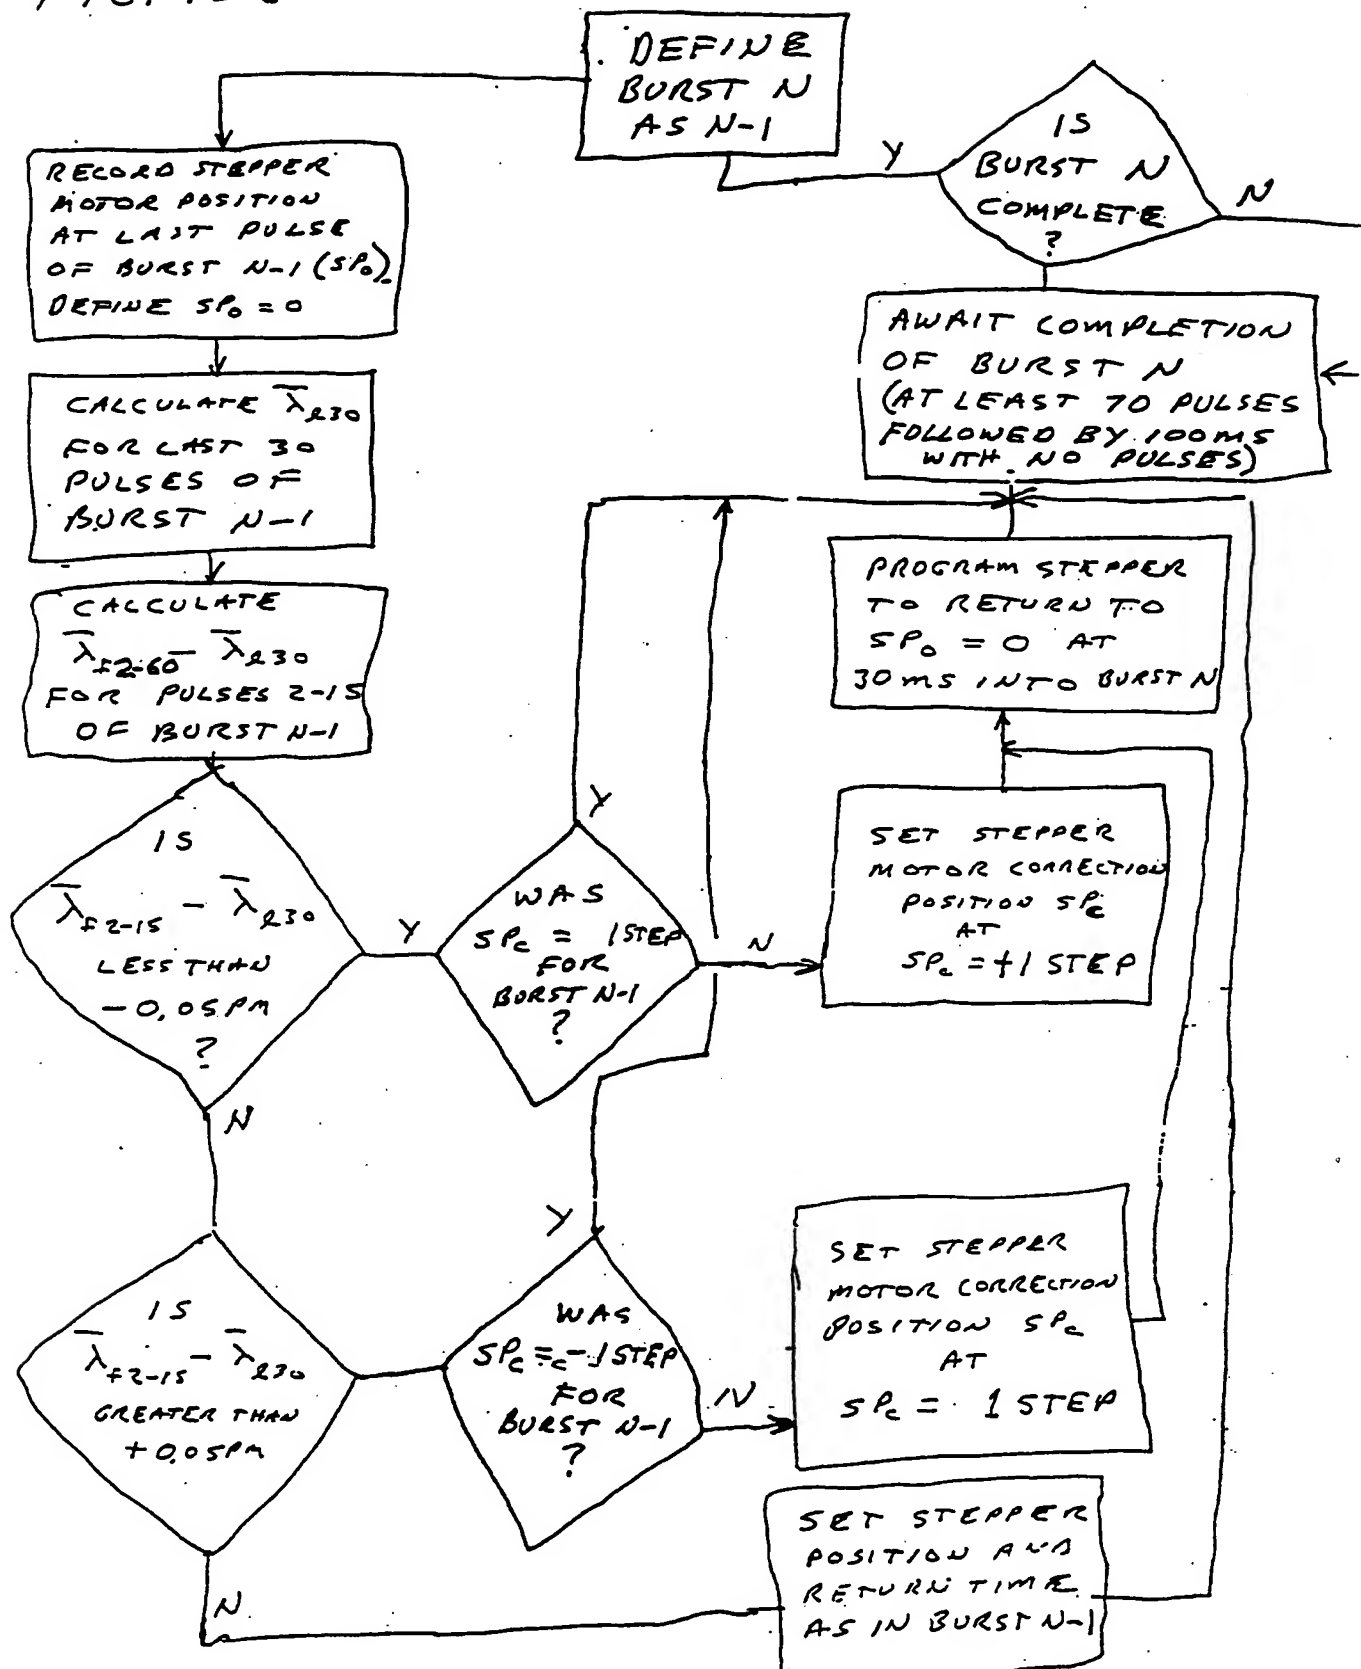 DEFINE
BURST N
AS N-1
IS
BURST N
COMPLETE
?
Y
N
RECORD STEPPER
MOTOR POSITION
AT LAST PULSE
OF BURST N-1 (SP₀).
DEFINE SP₀ = 0
AWAIT COMPLETION
OF BURST N
(AT LEAST 70 PULSES
FOLLOWED BY 100MS
WITH NO PULSES)
CALCULATE λ̅ℓ30
FOR LAST 30
PULSES OF
BURST N-1
CALCULATE
λ̅f2-60 - λ̅ℓ30
FOR PULSES 2-15
OF BURST N-1
PROGRAM STEPPER
TO RETURN TO
SP₀ = 0 AT
30 MS INTO BURST N
IS
λ̅f2-15 - λ̅ℓ30
LESS THAN
-0.05PM
?
Y
N
Y
WAS
SPc = 1STEP
FOR
BURST N-1
?
N
SET STEPPER
MOTOR CORRECTION
POSITION SPc
AT
SPc = +1 STEP
IS
λ̅f2-15 - λ̅ℓ30
GREATER THAN
+0.05PM
N
Y
WAS
SPc =c -1STEP
FOR
BURST N-1
?
N
SET STEPPER
MOTOR CORRECTION
POSITION SPc
AT
SPc = 1 STEP
SET STEPPER
POSITION AND
RETURN TIME
AS IN BURST N-1